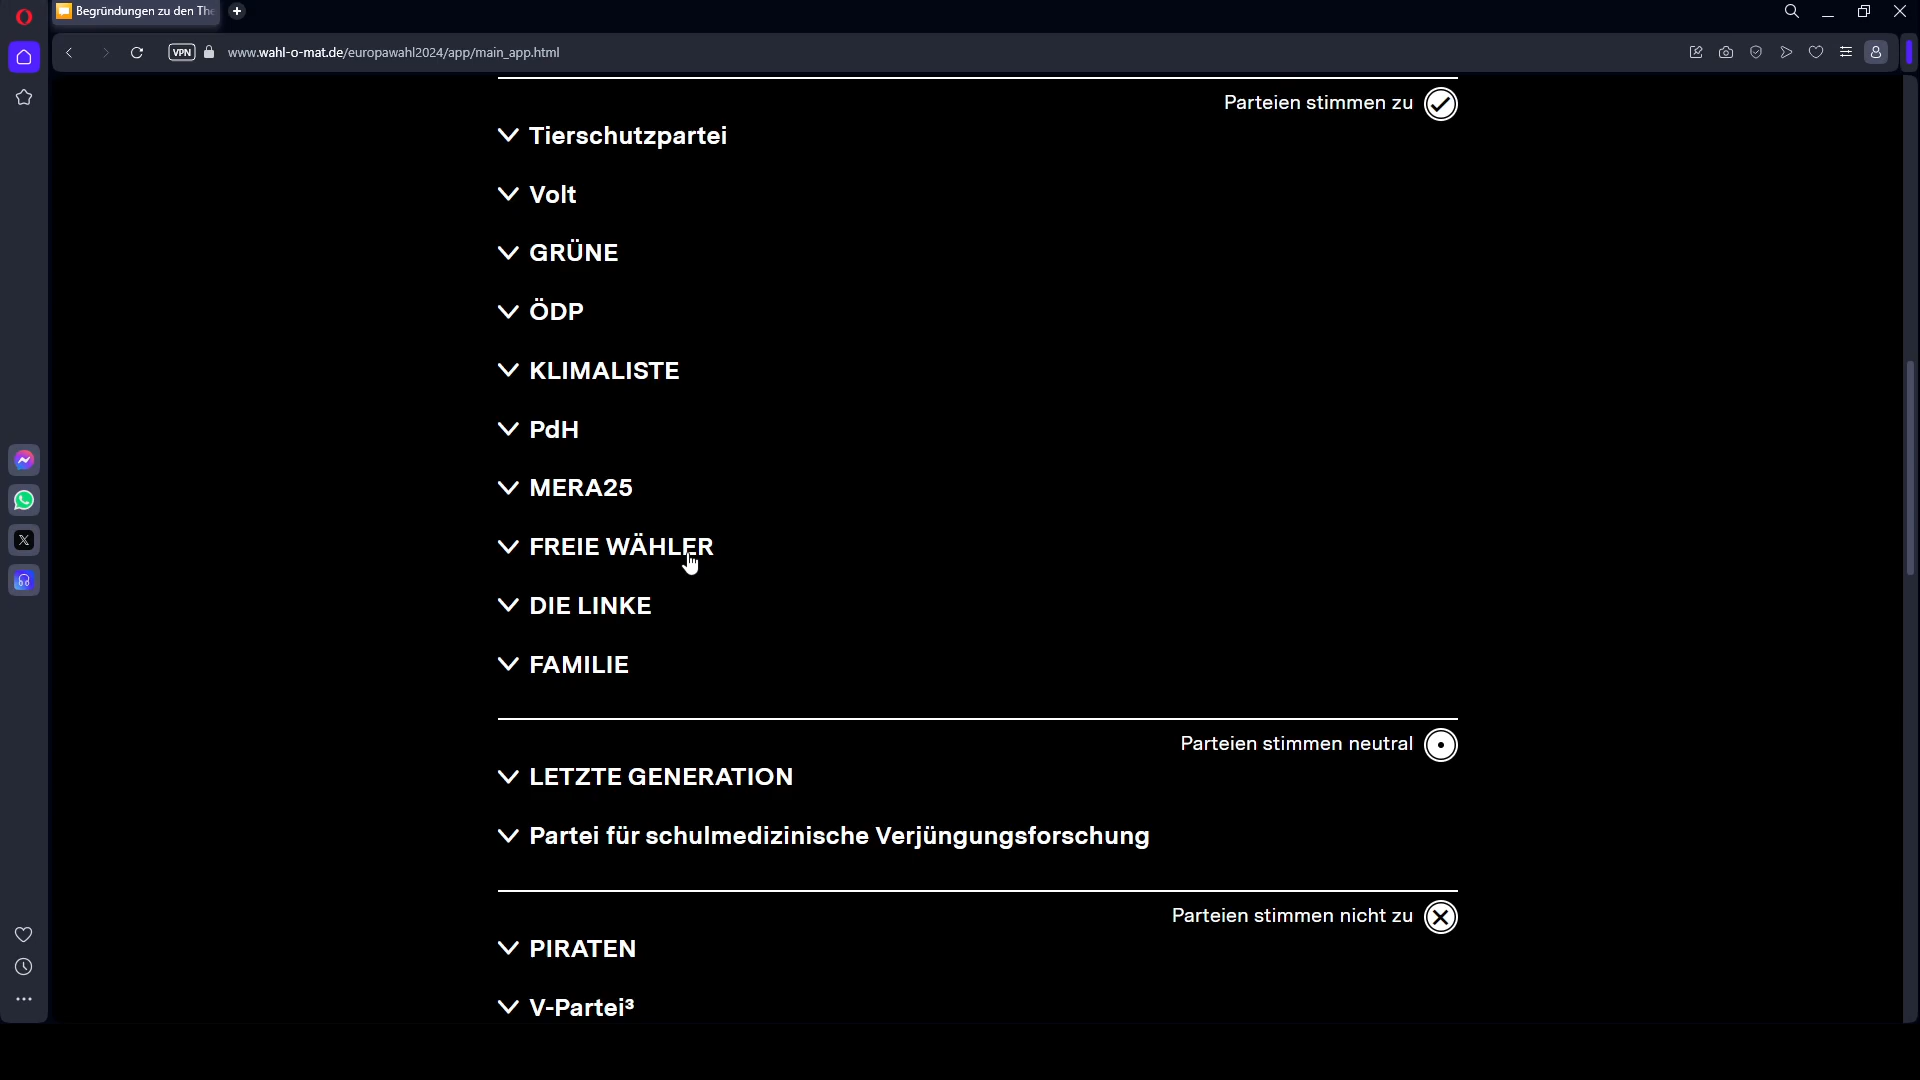 Begründungen zu den Th
VPN
www.wahl-o-mat.de/europawahl2024/app/main_app.html
Parteien stimmen zu
Tierschutzpartei
Volt
GRÜNE
ÖDP
KLIMALISTE
PdH
MERA25
FREIE WÄHLER
DIE LINKE
FAMILIE
Parteien stimmen neutral
LETZTE GENERATION
Partei für schulmedizinische Verjüngungsforschung
Parteien stimmen nicht zu
PIRATEN
V-Partei³